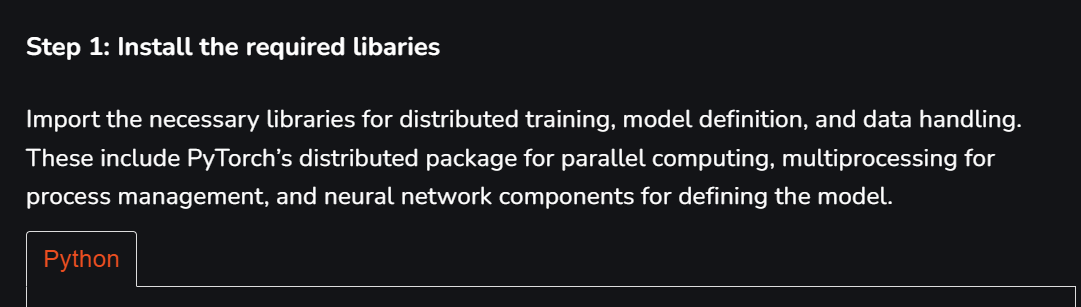 Step 1: Install the required libaries
Import the necessary libraries for distributed training, model definition, and data handling.
These include PyTorch’s distributed package for parallel computing, multiprocessing for
process management, and neural network components for defining the model.
Python